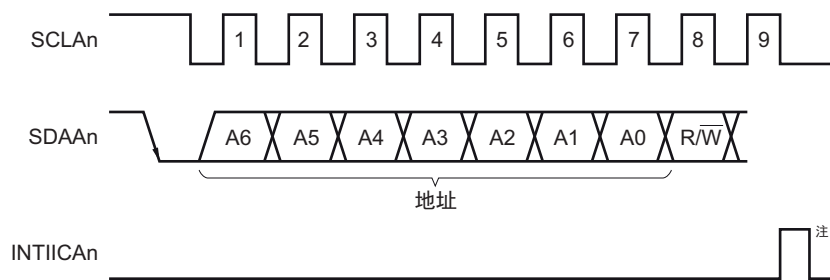 SCLAn 1 2 3 4 5 6 7 8 9
SDAAn A6 A5 A4 A3 A2 A1 A0 R/W̅
地址
INTIICAn 注